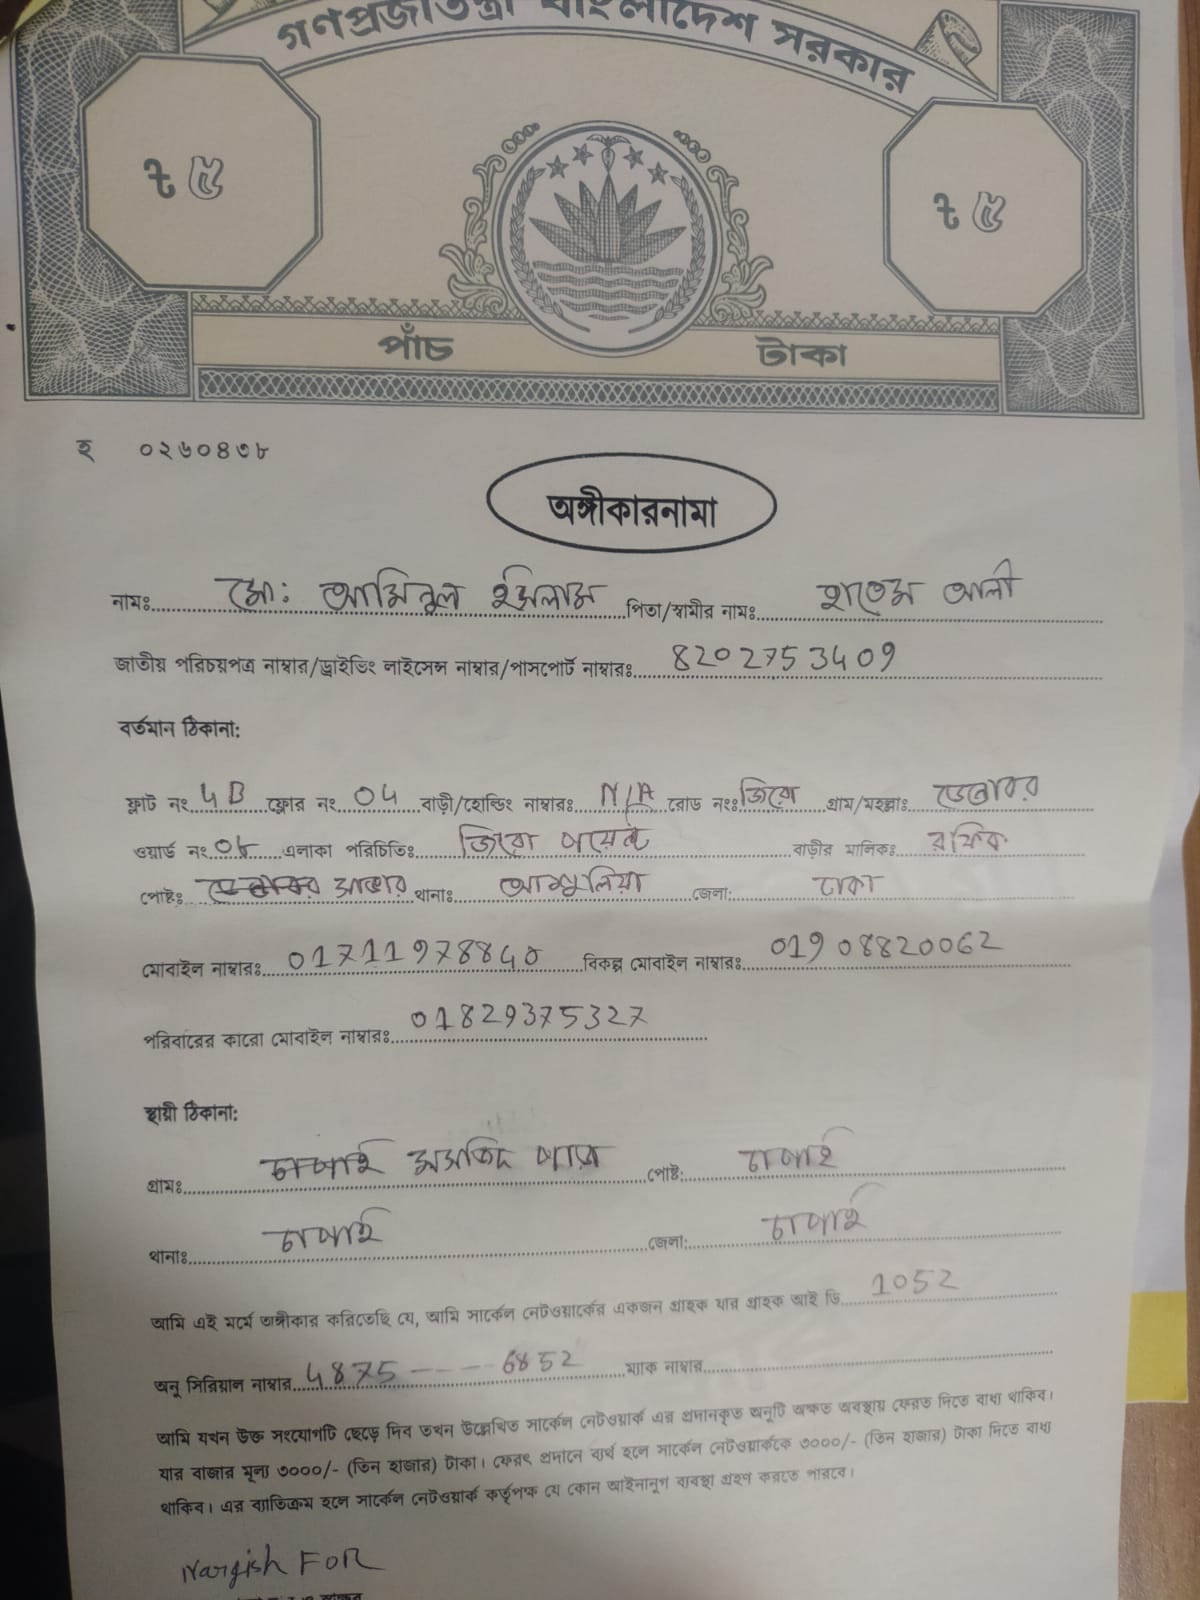 গণপ্রজাতন্ত্রী বাংলাদেশ সরকার
৳ ৫ ৳ ৫
পাঁচ টাকা
হ ০২৬০৪৩৮
অঙ্গীকারনামা
নামঃ মো: আমিনুল ইসলাম পিতা/স্বামীর নামঃ হাতেম আলী
জাতীয় পরিচয়পত্র নাম্বার/ড্রাইভিং লাইসেন্স নাম্বার/পাসপোর্ট নাম্বারঃ 8202753409
বর্তমান ঠিকানা:
ফ্লাট নং 4B ফ্লোর নং 04 বাড়ী/হোল্ডিং নাম্বারঃ N/A রোড নংঃ জিরো গ্রাম/মহল্লাঃ ডেন্ডাবর
ওয়ার্ড নং 08 এলাকা পরিচিতিঃ জিরো পয়েন্ট বাড়ীর মালিকঃ রফিক
পোষ্টঃ সাভার থানাঃ আশুলিয়া জেলা: ঢাকা
মোবাইল নাম্বারঃ 01711978840 বিকল্প মোবাইল নাম্বারঃ 01908820062
পরিবারের কারো মোবাইল নাম্বারঃ 01829375327
স্থায়ী ঠিকানা:
গ্রামঃ চাপাই মসজিদ পাড়া পোষ্ট: চাপাই
থানাঃ চাপাই জেলা: চাপাই
আমি এই মর্মে অঙ্গীকার করিতেছি যে, আমি সার্কেল নেটওয়ার্কের একজন গ্রাহক যার গ্রাহক আই ডি 1052
অনু সিরিয়াল নাম্বার 4875 ---- 6852 ম্যাক নাম্বার
আমি যখন উক্ত সংযোগটি ছেড়ে দিব তখন উল্লেখিত সার্কেল নেটওয়ার্ক এর প্রদানকৃত অনুটি অক্ষত অবস্থায় ফেরত দিতে বাধ্য থাকিব।
যার বাজার মূল্য ৩০০০/- (তিন হাজার) টাকা। ফেরৎ প্রদানে ব্যর্থ হলে সার্কেল নেটওয়ার্ককে ৩০০০/- (তিন হাজার) টাকা দিতে বাধ্য
থাকিব। এর ব্যাতিক্রম হলে সার্কেল নেটওয়ার্ক কর্তৃপক্ষ যে কোন আইনানুগ ব্যবস্থা গ্রহণ করতে পারবে।
Nargish FOR